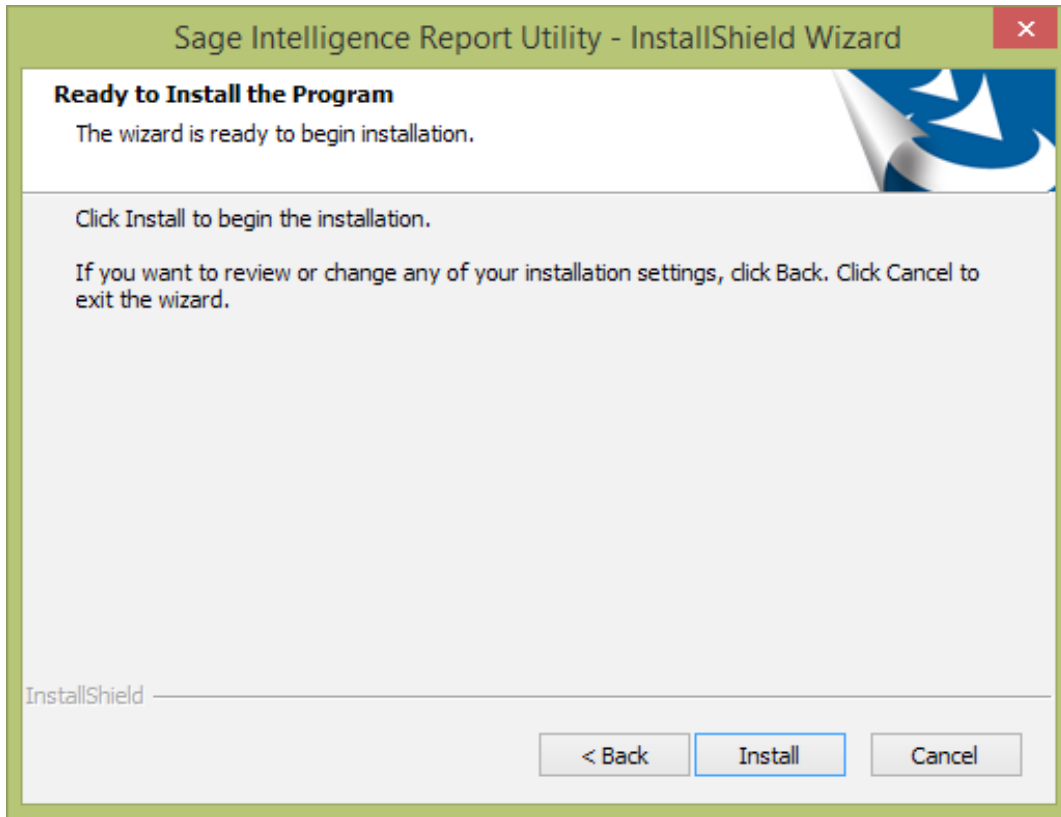 Sage Intelligence Report Utility - InstallShield Wizard
Ready to Install the Program
The wizard is ready to begin installation.
Click Install to begin the installation.
If you want to review or change any of your installation settings, click Back. Click Cancel to
exit the wizard.
InstallShield
< Back Install Cancel